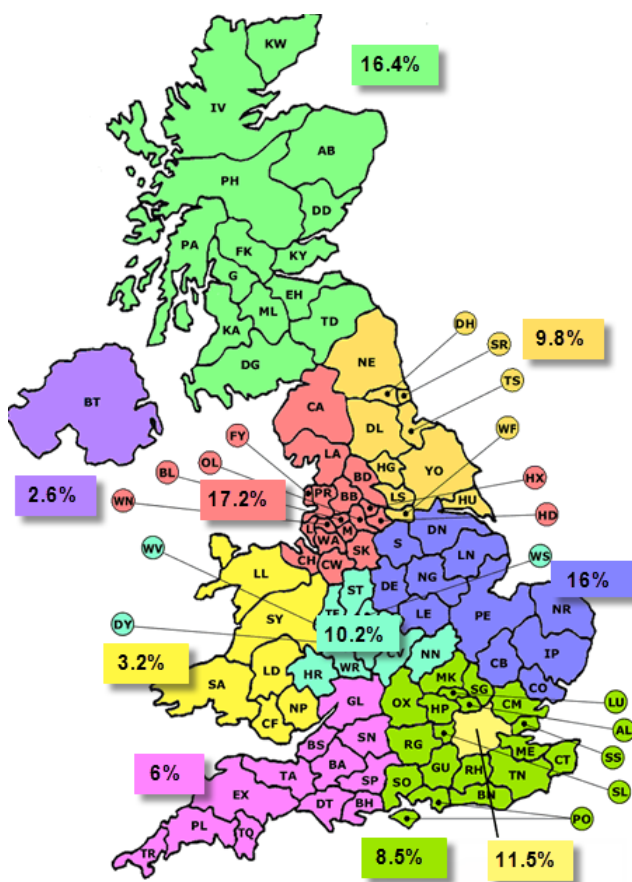 KW
16.4%
IV
AB
PH
DD
PA
FK
KY
G
EH
ML
TD
KA
DG
DH
SR
9.8%
NE
TS
BT
CA
DL
WF
FY
OL
LA
HG
YO
BL
BD
HX
2.6%
WN
17.2%
PR
BB
LS
HU
HD
L
M
WA
DN
S
WV
CH
CW
SK
LN
WS
LL
ST
DE
NG
16%
NR
TF
PE
SY
LE
DY
10.2%
IP
3.2%
CV
NN
CB
LD
HR
WR
SA
MK
CO
NP
GL
SG
LU
CF
OX
HP
CM
AL
SN
BS
RG
SS
ME
CT
BA
GU
6%
TA
SP
RH
TN
SL
EX
SO
DT
BH
BN
PO
PL
TQ
TR
8.5%
11.5%